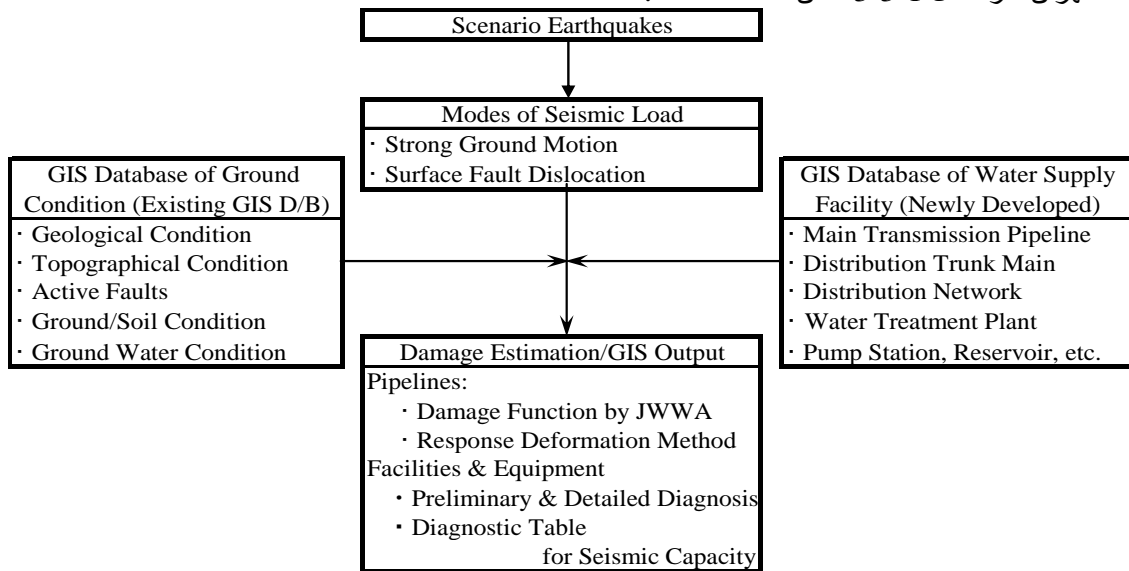 Scenario Earthquakes
Modes of Seismic Load
· Strong Ground Motion
· Surface Fault Dislocation
GIS Database of Ground
Condition (Existing GIS D/B)
· Geological Condition
· Topographical Condition
· Active Faults
· Ground/Soil Condition
· Ground Water Condition
GIS Database of Water Supply
Facility (Newly Developed)
· Main Transmission Pipeline
· Distribution Trunk Main
· Distribution Network
· Water Treatment Plant
· Pump Station, Reservoir, etc.
Damage Estimation/GIS Output
Pipelines:
· Damage Function by JWWA
· Response Deformation Method
Facilities & Equipment
· Preliminary & Detailed Diagnosis
· Diagnostic Table
for Seismic Capacity